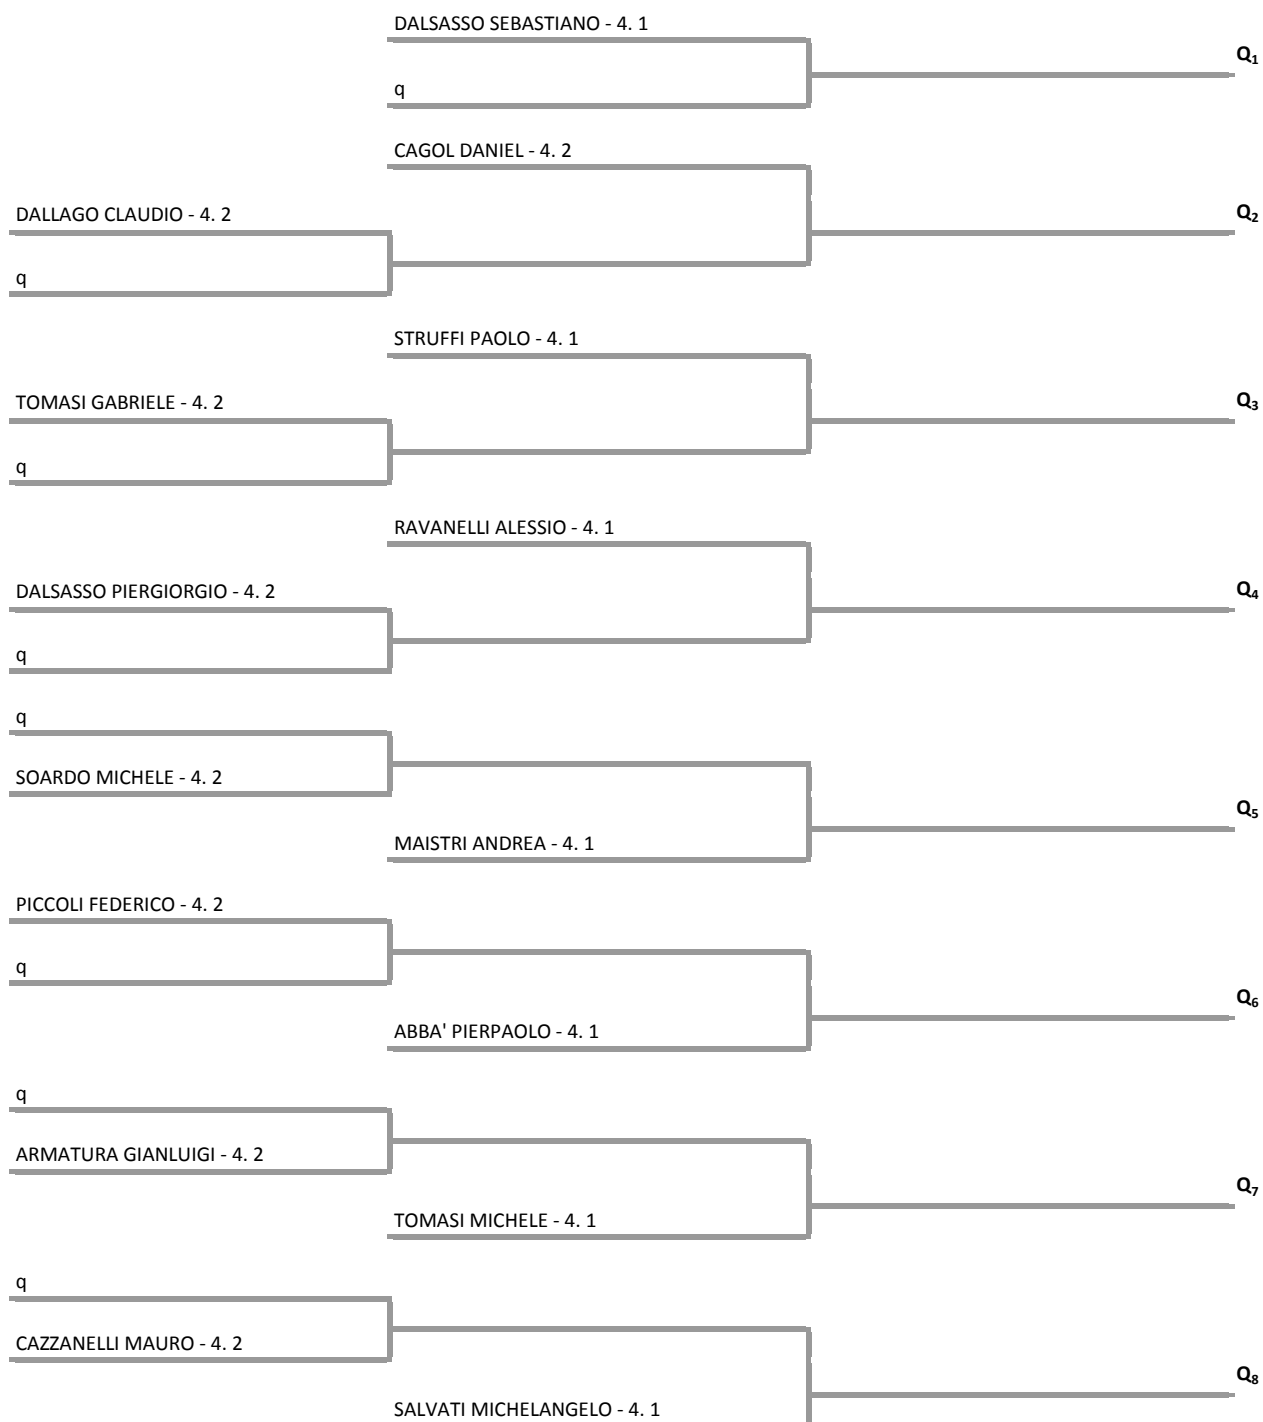 DALSASSO SEBASTIANO - 4. 1
Q1
q
CAGOL DANIEL - 4. 2
DALLAGO CLAUDIO - 4. 2
Q2
q
STRUFFI PAOLO - 4. 1
TOMASI GABRIELE - 4. 2
Q3
q
RAVANELLI ALESSIO - 4. 1
DALSASSO PIERGIORGIO - 4. 2
Q4
q
q
SOARDO MICHELE - 4. 2
Q5
MAISTRI ANDREA - 4. 1
PICCOLI FEDERICO - 4. 2
q
Q6
ABBA' PIERPAOLO - 4. 1
q
ARMATURA GIANLUIGI - 4. 2
Q7
TOMASI MICHELE - 4. 1
q
CAZZANELLI MAURO - 4. 2
Q8
SALVATI MICHELANGELO - 4. 1